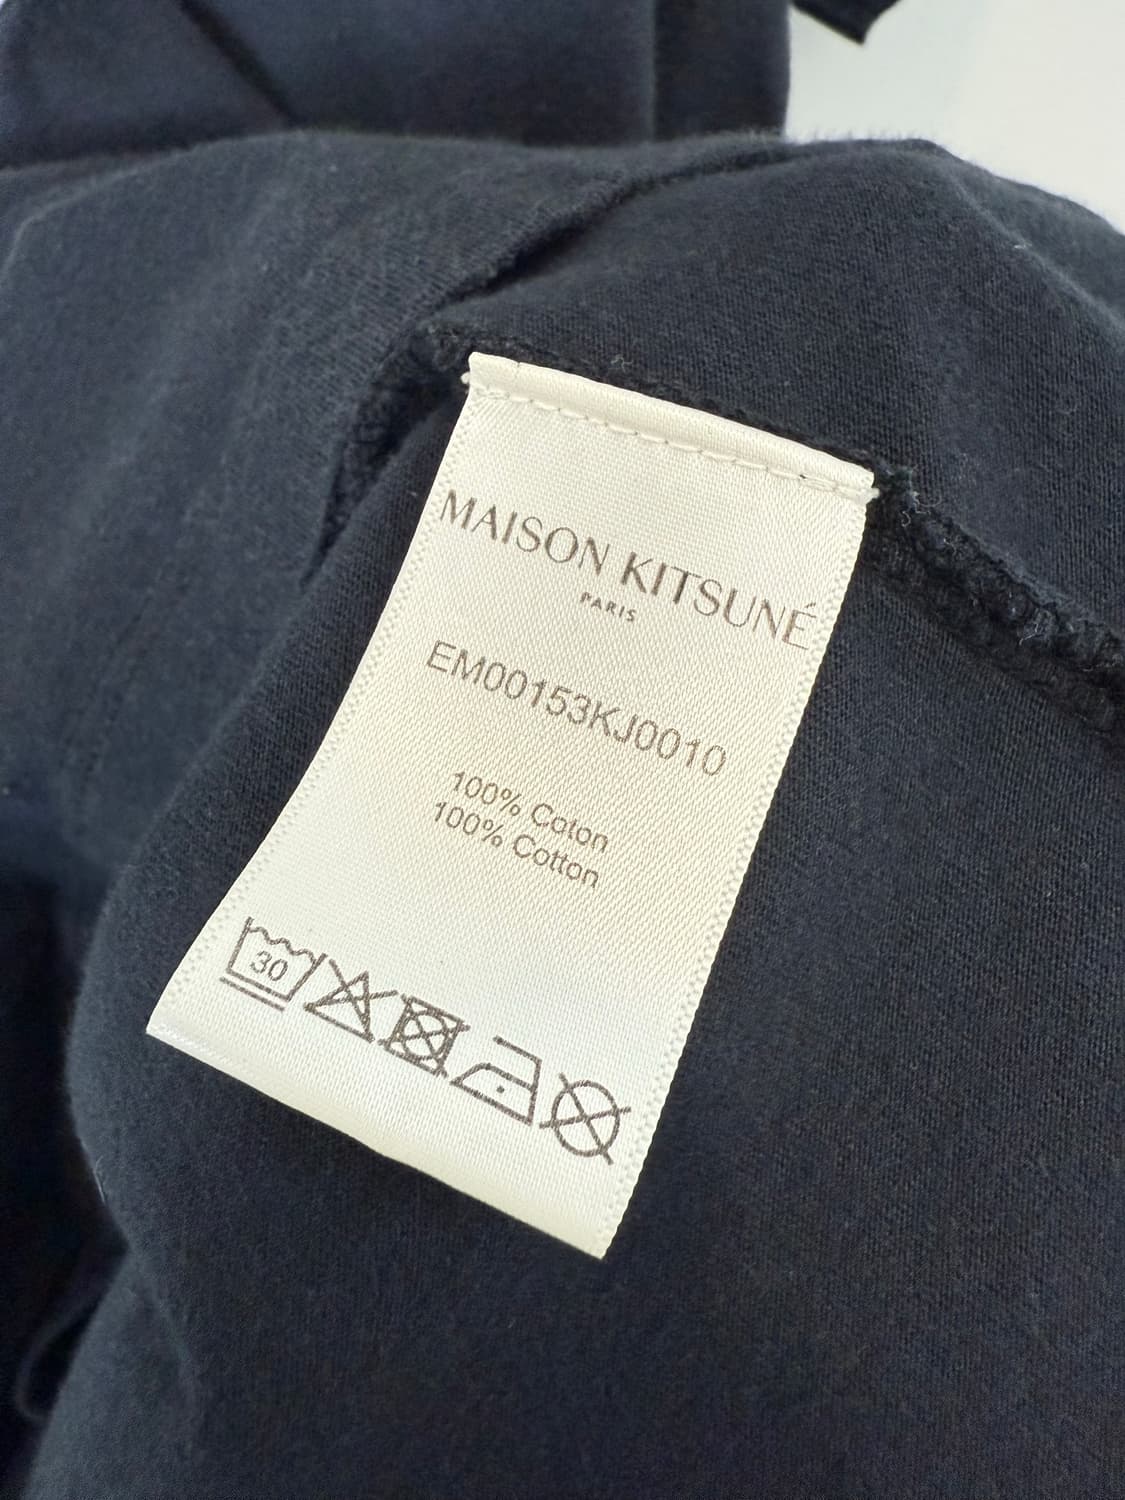 MAISON KITSUNÉ
PARIS
EM00153KJ0010
100% Coton
100% Cotton
30